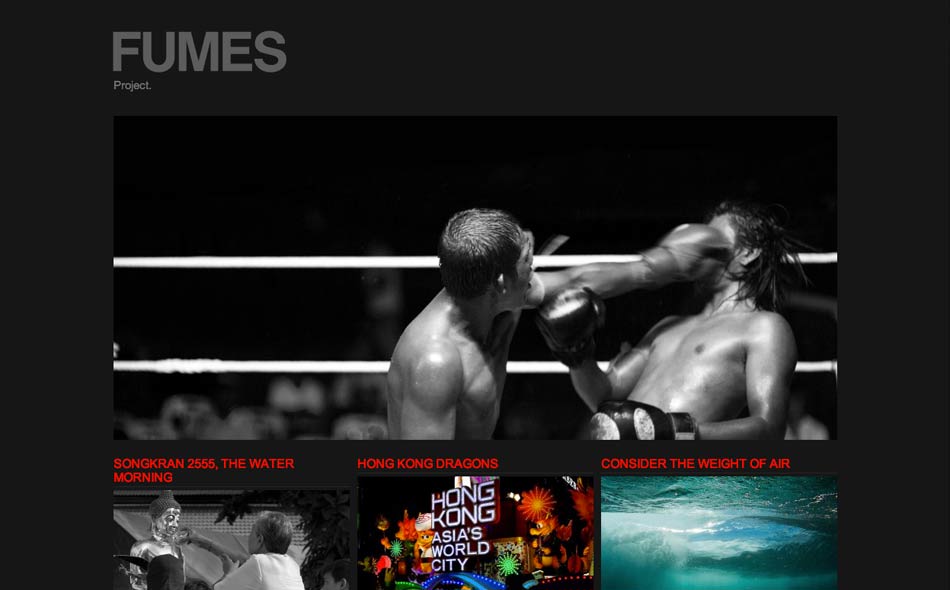 FUMES
Project.
SONGKRAN 2555, THE WATER
MORNING
HONG KONG DRAGONS
CONSIDER THE WEIGHT OF AIR
HONG
KONG
ASIA'S
WORLD
CITY